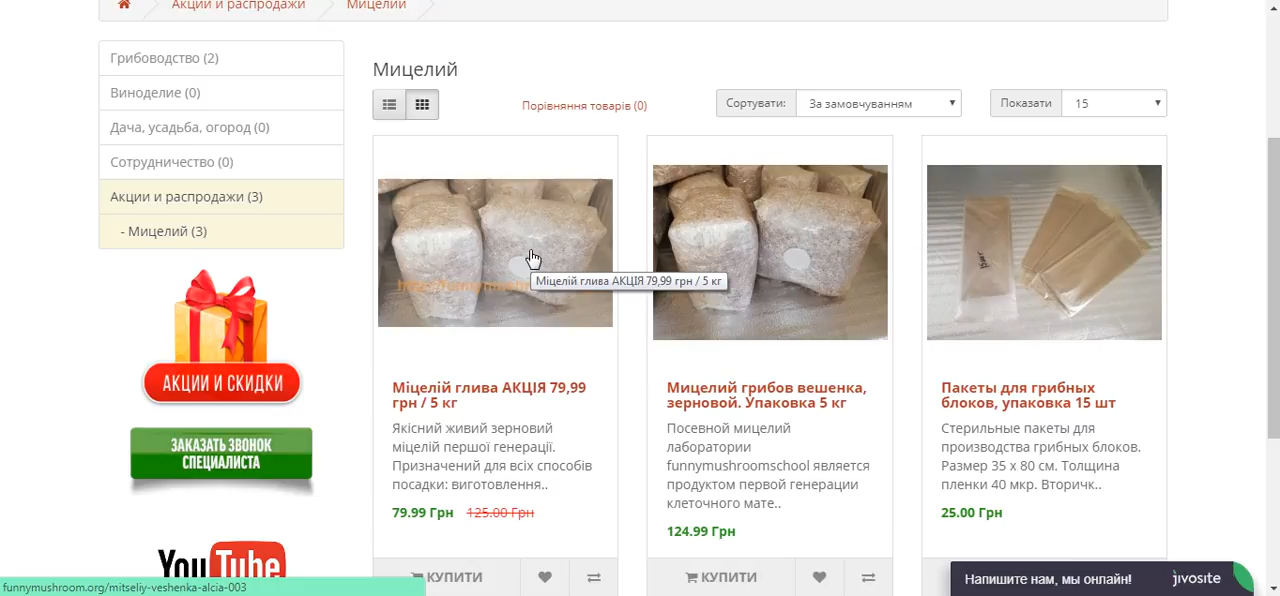 Акции и распродажи
Мицелий
Грибоводство (2)
Виноделие (0)
Дача, усадьба, огород (0)
Сотрудничество (0)
Акции и распродажи (3)
- Мицелий (3)
АКЦИИ И СКИДКИ
ЗАКАЗАТЬ ЗВОНОК
СПЕЦИАЛИСТА
YouTube
Мицелий
Порівняння товарів (0)
Сортувати:
За замовчуванням
Показати
15
Міцелій глива АКЦІЯ 79,99 грн / 5 кг
Міцелій глива АКЦІЯ 79,99
грн / 5 кг
Якісний живий зерновий
міцелій першої генерації.
Призначений для всіх способів
посадки: виготовлення..
79.99 Грн 125.00 Грн
КУПИТИ
Мицелий грибов вешенка,
зерновой. Упаковка 5 кг
Посевной мицелий
лаборатории
funnymushroomschool является
продуктом первой генерации
клеточного мате..
124.99 Грн
КУПИТИ
Пакеты для грибных
блоков, упаковка 15 шт
Стерильные пакеты для
производства грибных блоков.
Размер 35 х 80 см. Толщина
пленки 40 мкр. Вторичк..
25.00 Грн
Напишите нам, мы онлайн!
jivosite
funnymushroom.org/mitseliy-veshenka-alcia-003